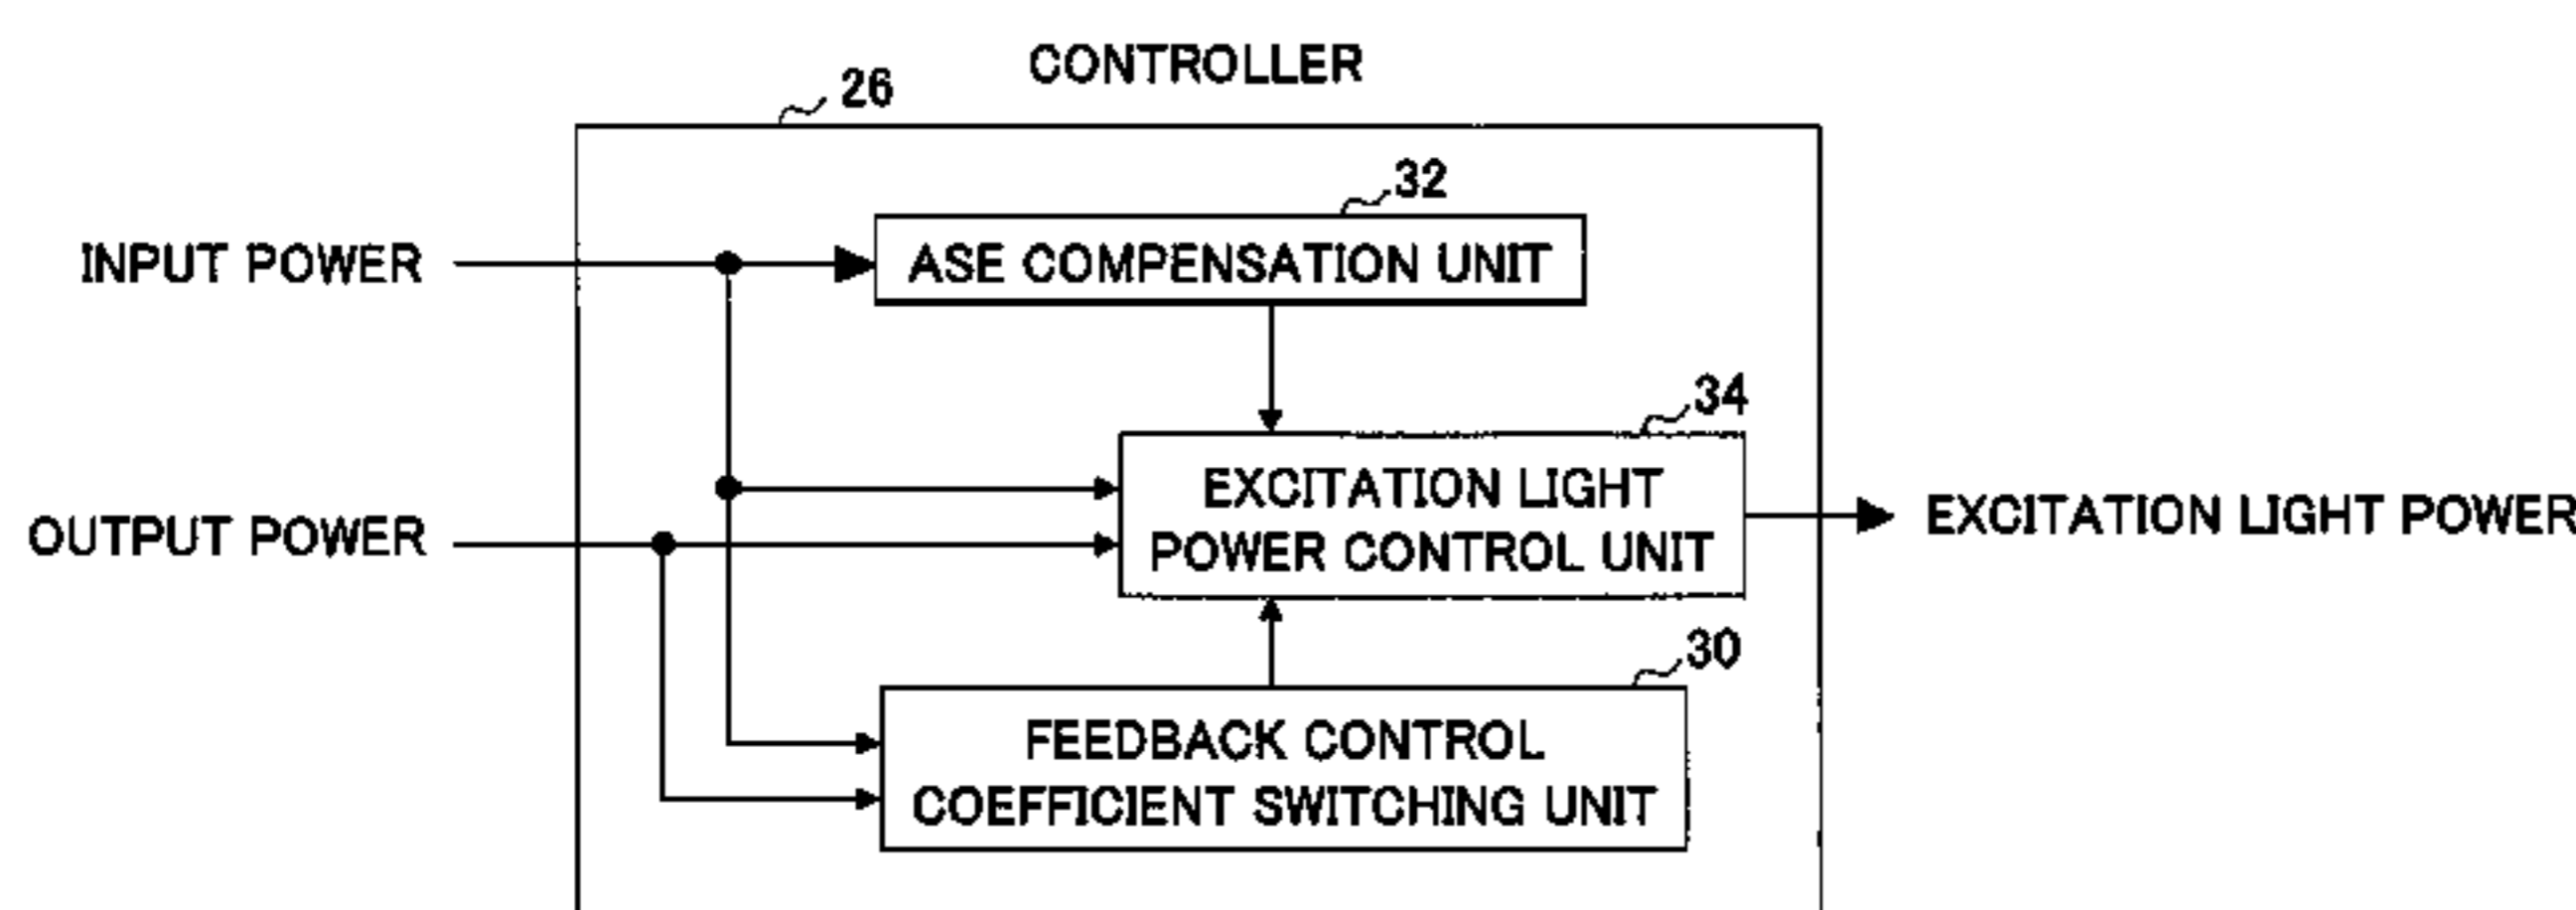 CONTROLLER
26
32
INPUT POWER
ASE COMPENSATION UNIT
34
EXCITATION LIGHT
POWER CONTROL UNIT
OUTPUT POWER
EXCITATION LIGHT POWER
30
FEEDBACK CONTROL
COEFFICIENT SWITCHING UNIT